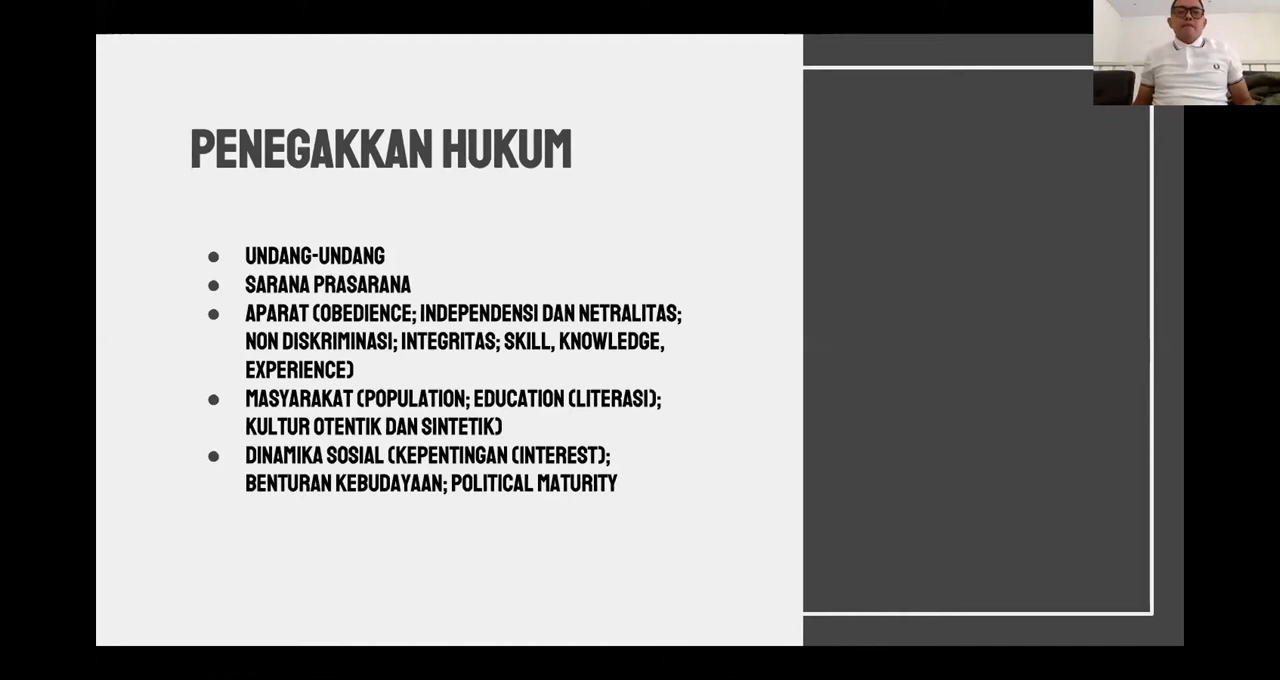 PENEGAKKAN HUKUM
● UNDANG-UNDANG
● SARANA PRASARANA
● APARAT (OBEDIENCE; INDEPENDENSI DAN NETRALITAS;
NON DISKRIMINASI; INTEGRITAS; SKILL, KNOWLEDGE,
EXPERIENCE)
● MASYARAKAT (POPULATION; EDUCATION (LITERASI);
KULTUR OTENTIK DAN SINTETIK)
● DINAMIKA SOSIAL (KEPENTINGAN (INTEREST);
BENTURAN KEBUDAYAAN; POLITICAL MATURITY